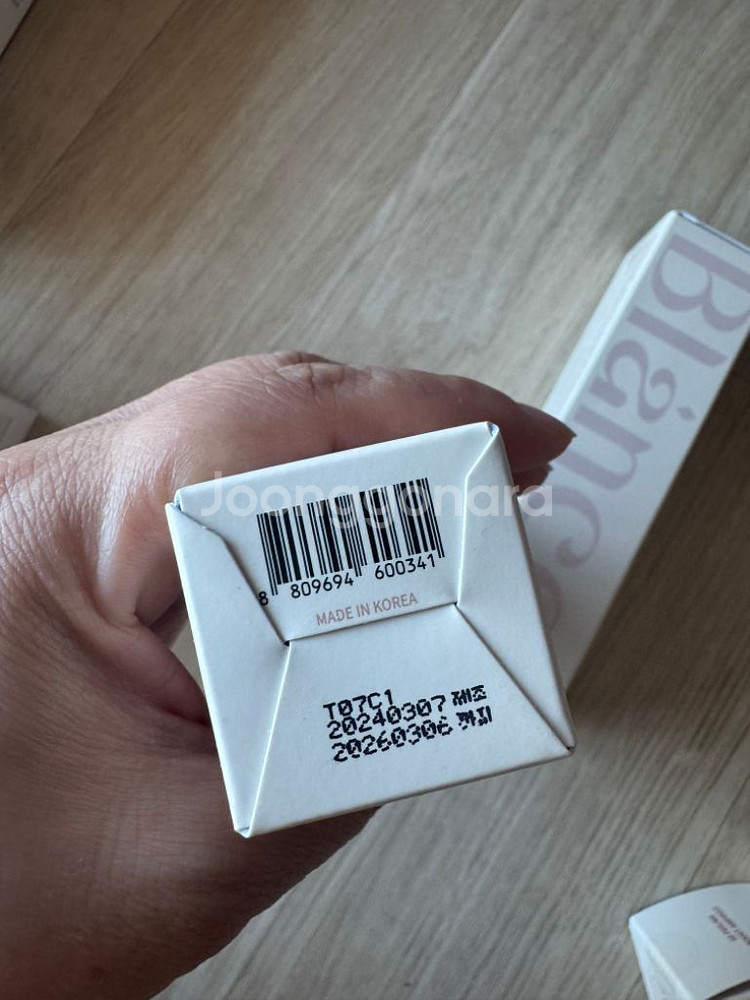 Joonggonara
Blanc
8 809694 600341
MADE IN KOREA
T07C1
20240307 제조
20260306 까지